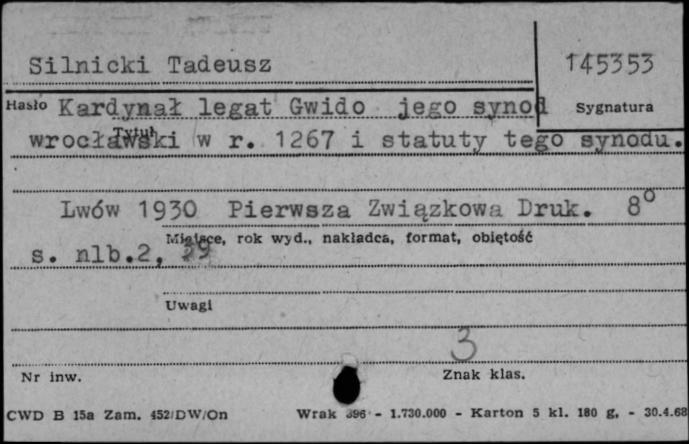 Silnicki Tadeusz
145353
Hasło Kardynał legat Gwido jego synod
Sygnatura
Tytuł
wrocławski w r. 1267 i statuty tego synodu.
Lwów 1930 Pierwsza Związkowa Druk. 8°
Miejsce, rok wyd., nakładca, format, objętość
s. nlb.2, 29
Uwagi
3
Nr inw.
Znak klas.
CWD B 15a Zam. 452/DW/On Wrak 396 - 1.730.000 - Karton 5 kl. 180 g. - 30.4.68